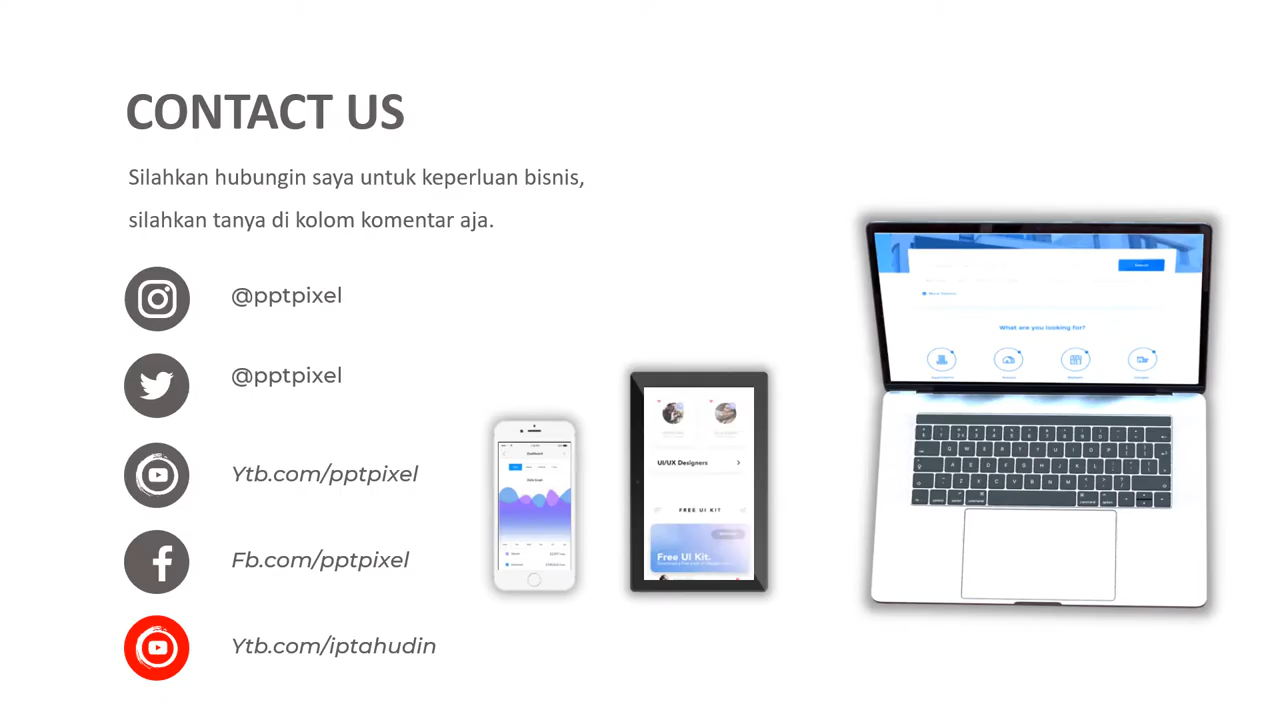 CONTACT US
Silahkan hubungin saya untuk keperluan bisnis,
silahkan tanya di kolom komentar aja.
@pptpixel
@pptpixel
Ytb.com/pptpixel
Fb.com/pptpixel
Ytb.com/iptahudin
Dashboard
UI/UX Designers
FREE UI KIT
Free UI Kit.
What are you looking for?